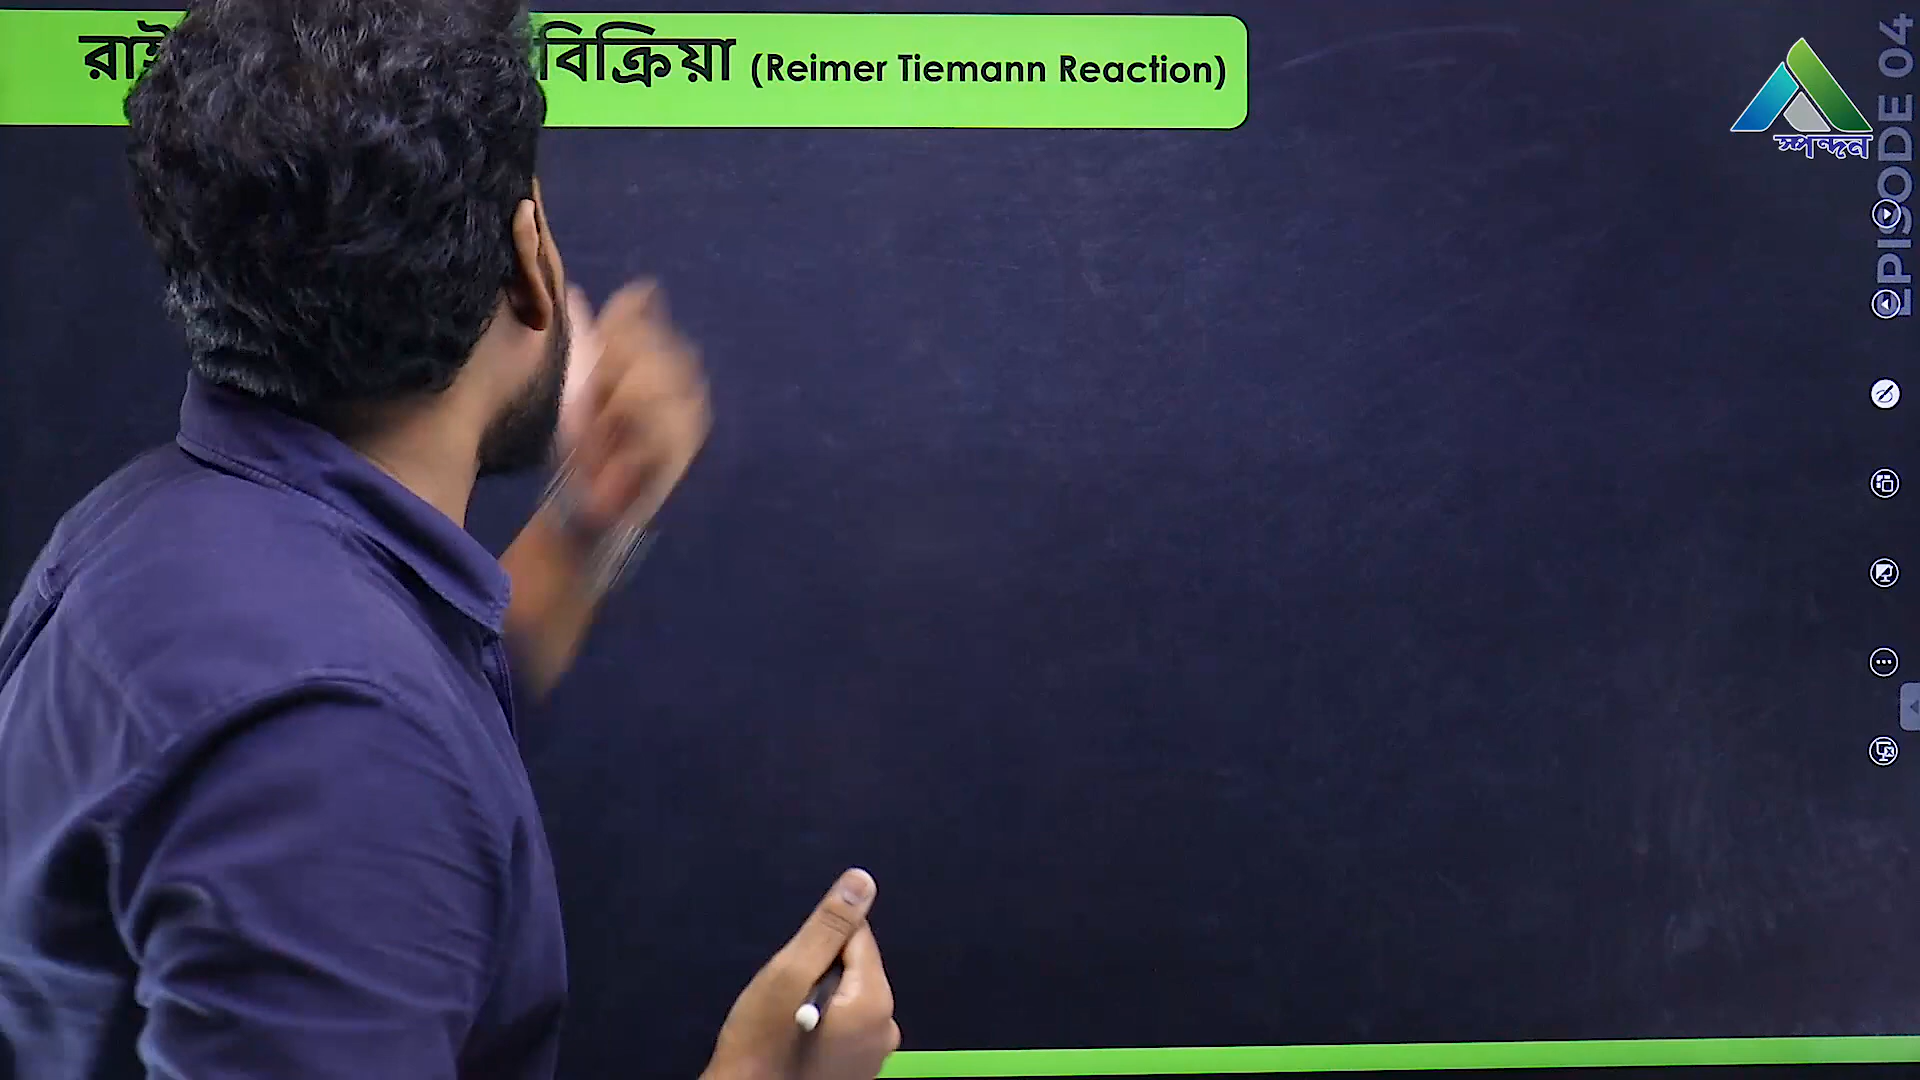 বিক্রিয়া (Reimer Tiemann Reaction)
স্পন্দন
EPISODE 04